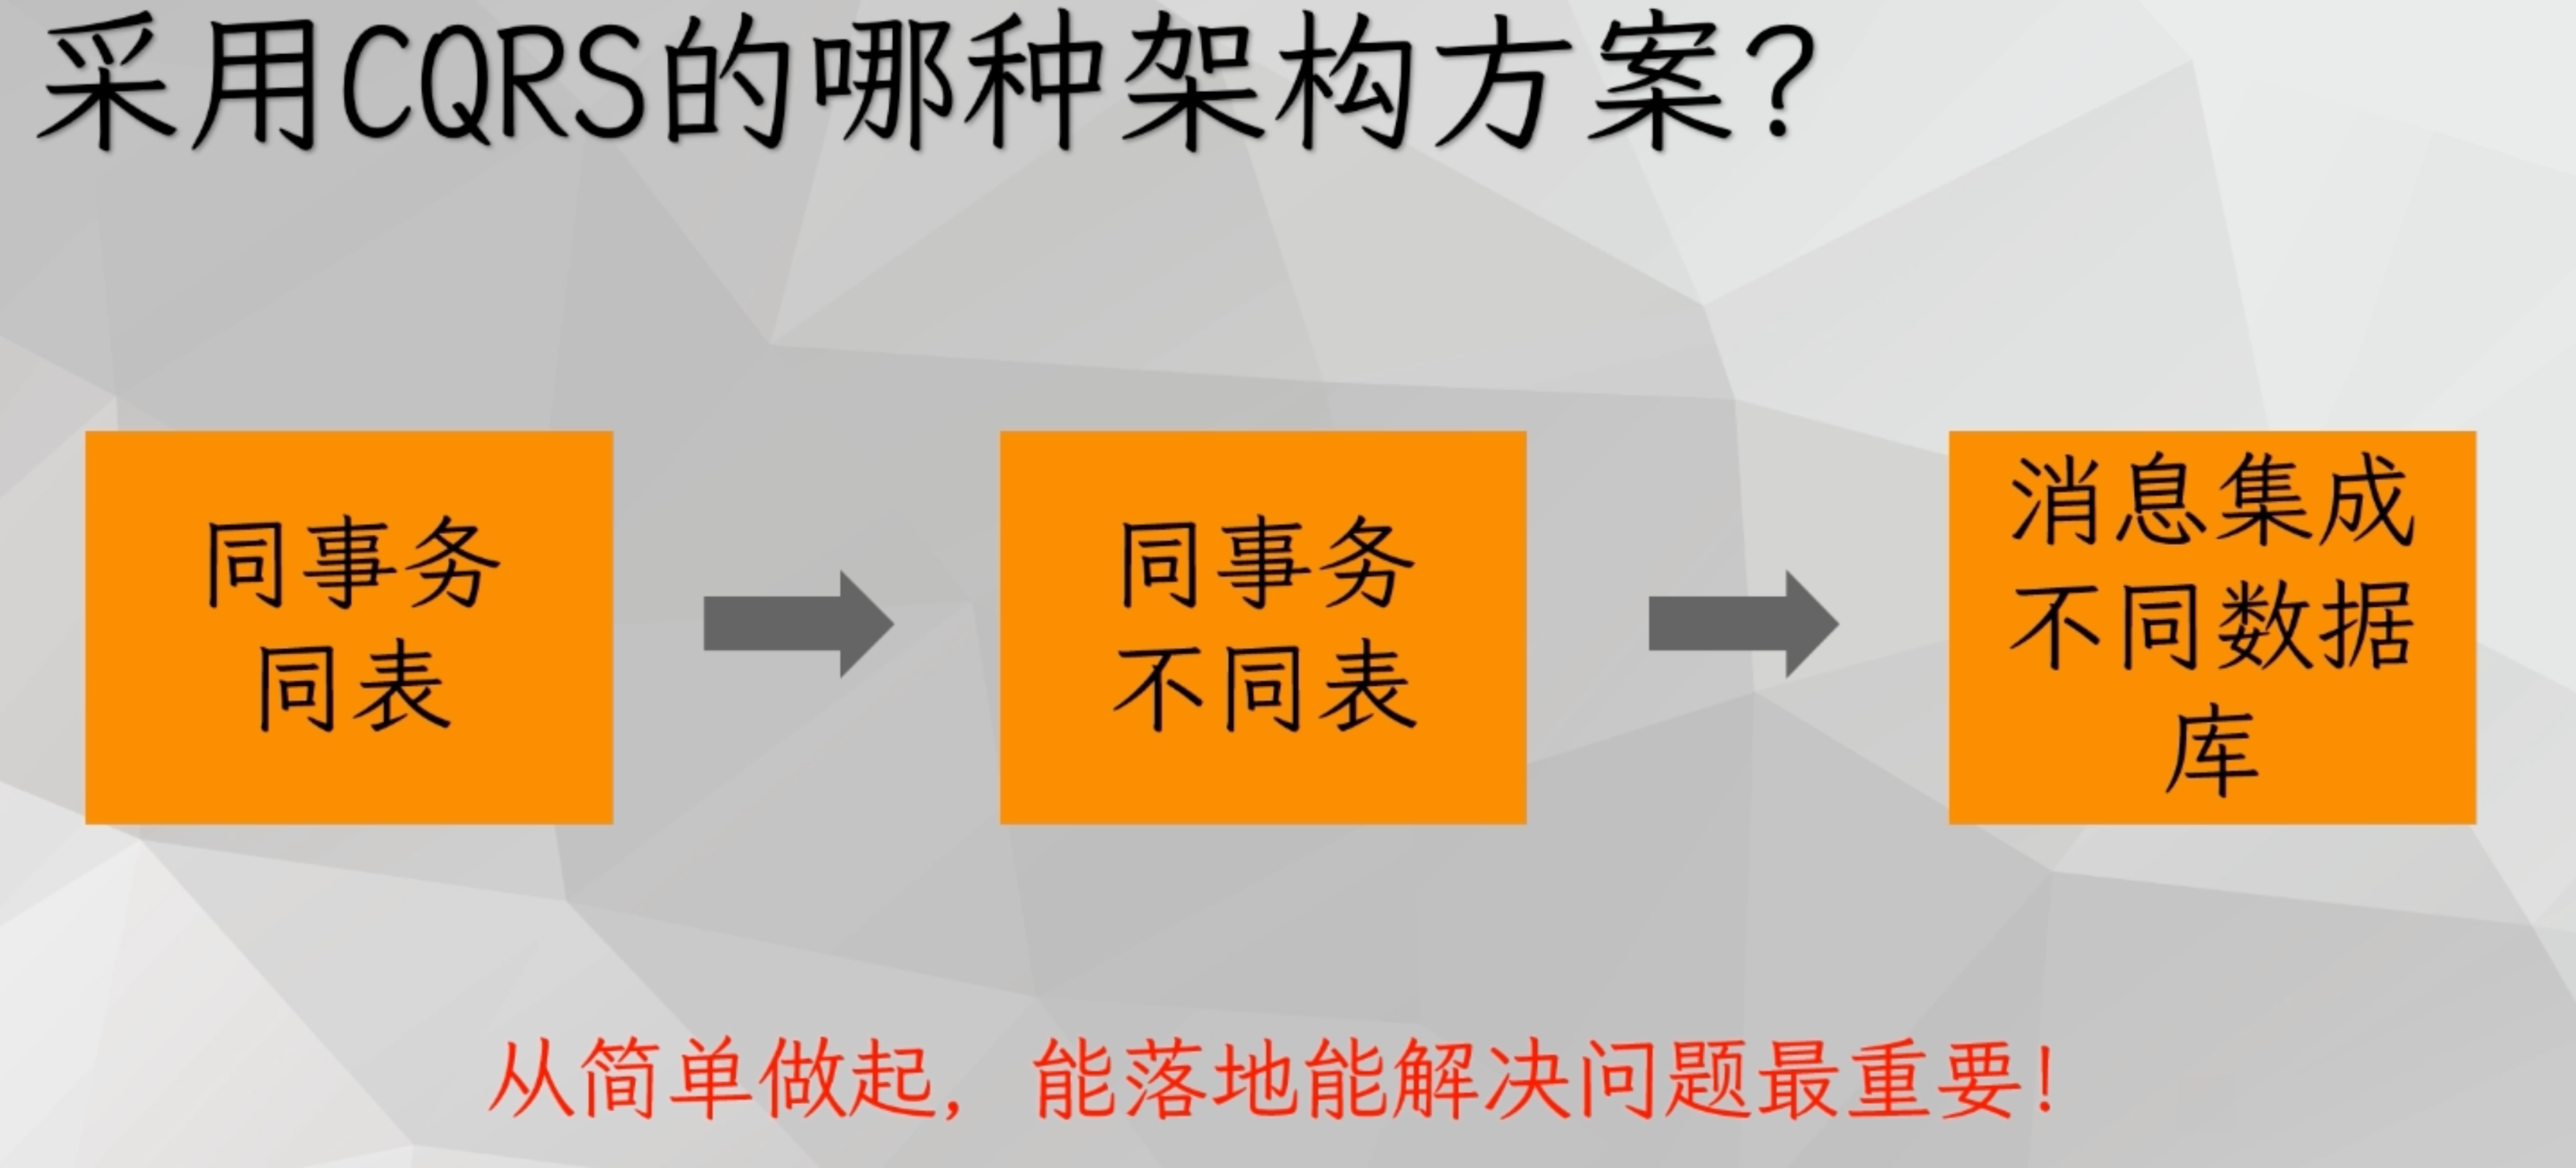 采用CQRS的哪种架构方案?
同事务
同表
同事务
不同表
消息集成
不同数据
库
从简单做起，能落地能解决问题最重要！